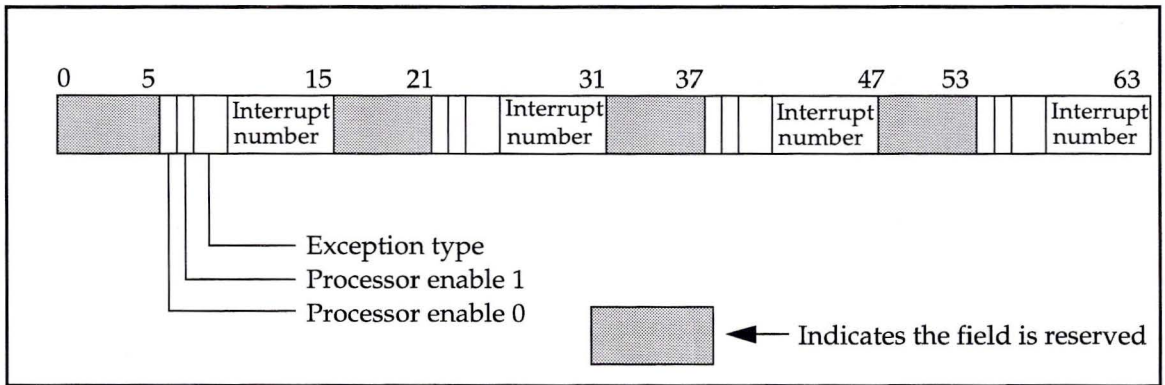 0 5 15 21 31 37 47 53 63
Interrupt number
Interrupt number
Interrupt number
Interrupt number
Exception type
Processor enable 1
Processor enable 0
Indicates the field is reserved